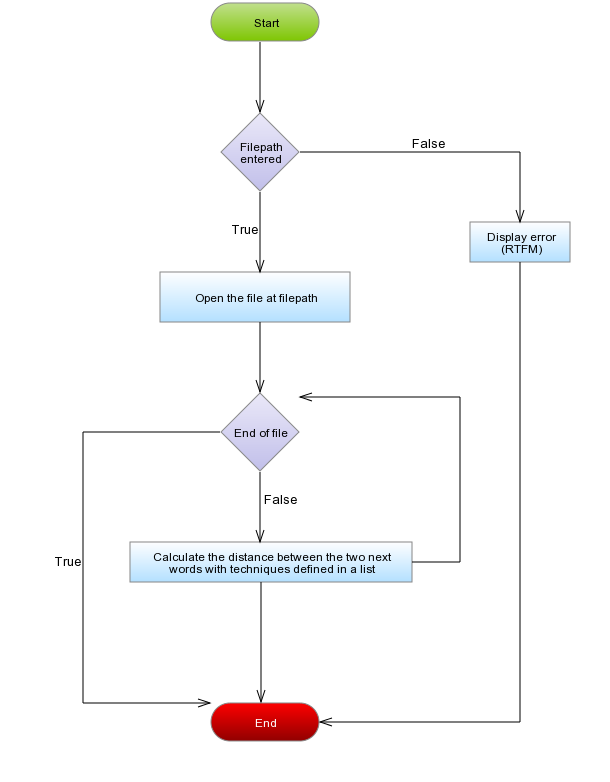 Start
Filepath
entered
False
True
Display error
(RTFM)
Open the file at filepath
End of file
False
Calculate the distance between the two next
words with techniques defined in a list
True
End